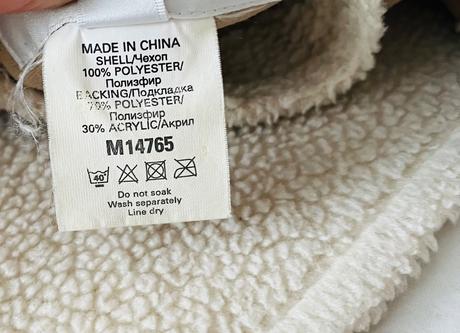 MADE IN CHINA
SHELL/Чехол
100% POLYESTER/
Полиэфир
BACKING/Подкладка
70% POLYESTER/
Полиэфир
30% ACRYLIC/Акрил
M14765
40°
Do not soak
Wash separately
Line dry